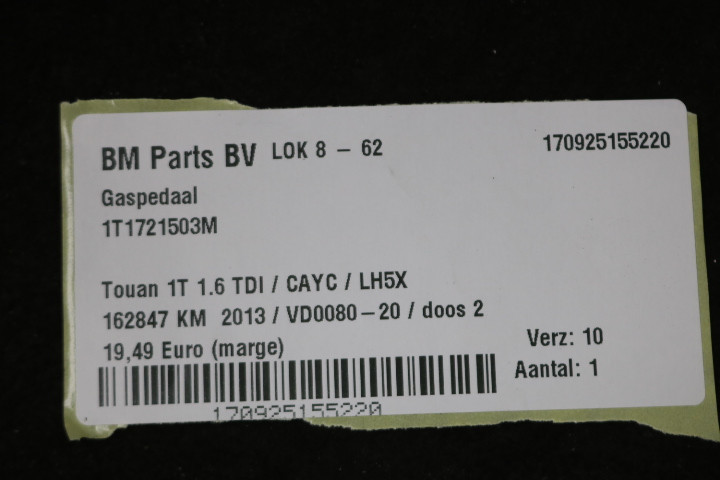 BM Parts BV LOK 8 - 62 170925155220
Gaspedaal
1T1721503M
Touan 1T 1.6 TDI / CAYC / LH5X
162847 KM 2013 / VD0080-20 / doos 2
19,49 Euro (marge)
Verz: 10
Aantal: 1
170925155220